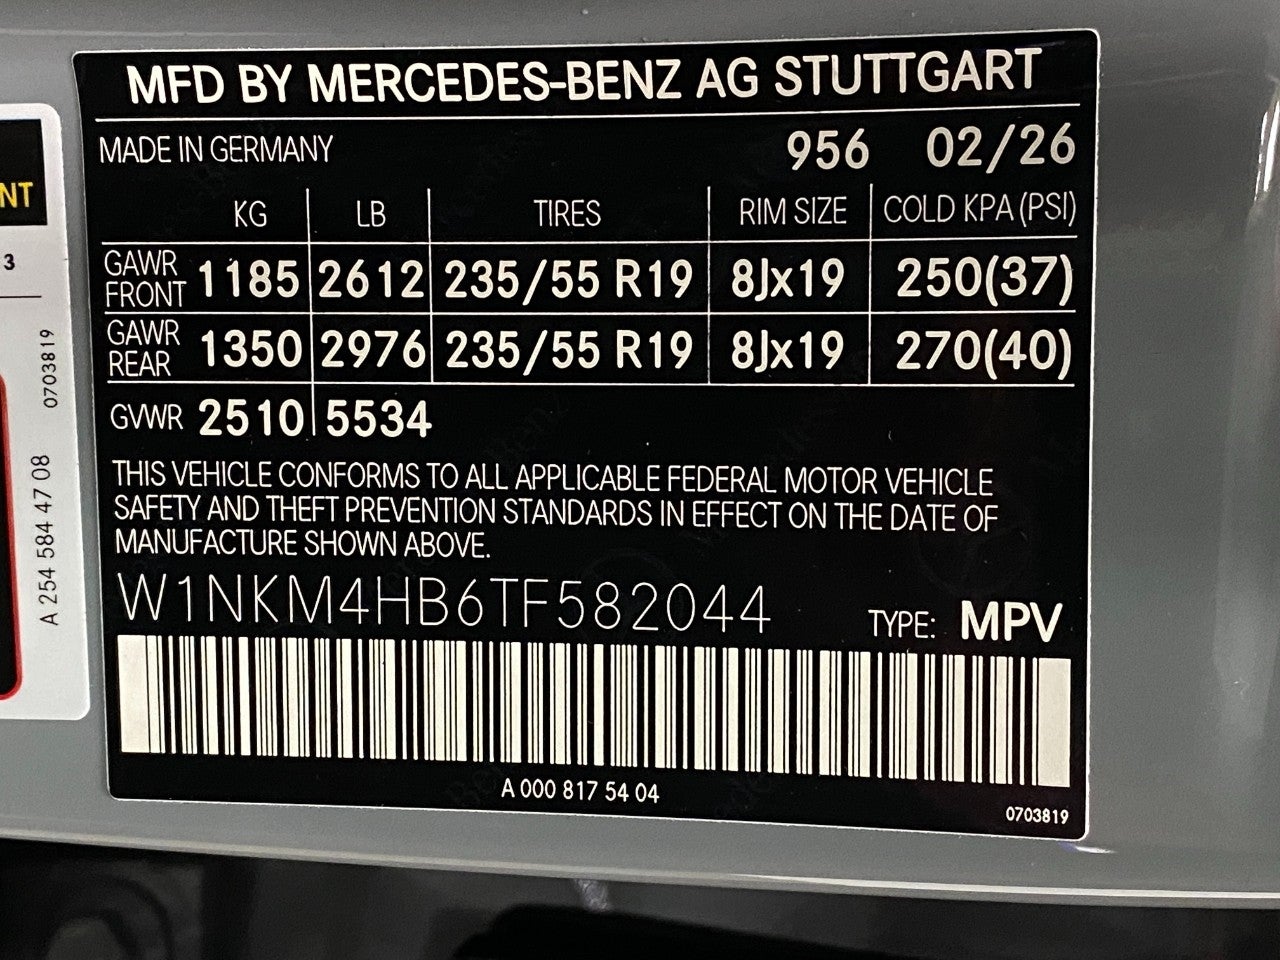 MFD BY MERCEDES-BENZ AG STUTTGART
MADE IN GERMANY 956 02/26
KG LB TIRES RIM SIZE COLD KPA (PSI)
GAWR FRONT 1185 2612 235/55 R19 8Jx19 250(37)
GAWR REAR 1350 2976 235/55 R19 8Jx19 270(40)
GVWR 2510 5534
THIS VEHICLE CONFORMS TO ALL APPLICABLE FEDERAL MOTOR VEHICLE
SAFETY AND THEFT PREVENTION STANDARDS IN EFFECT ON THE DATE OF
MANUFACTURE SHOWN ABOVE.
W1NKM4HB6TF582044 TYPE: MPV
A 000 817 54 04
0703819
NT
3
0703819
A 254 584 47 08